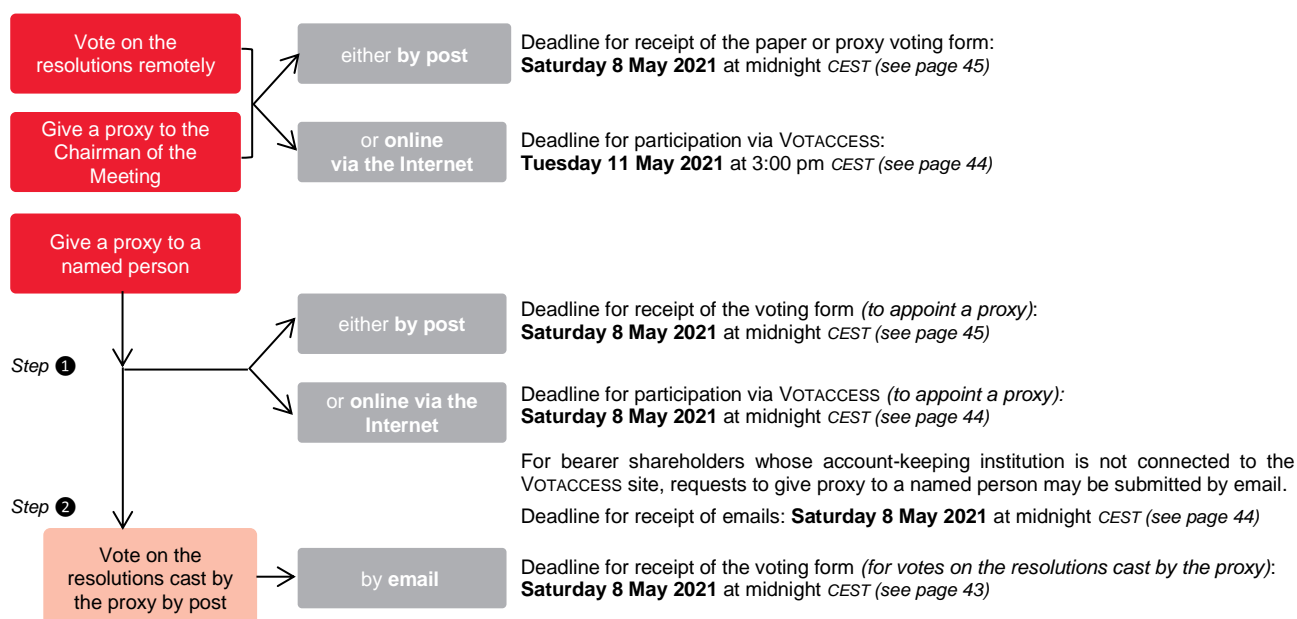 Vote on the
resolutions remotely
either by post
Deadline for receipt of the paper or proxy voting form:
Saturday 8 May 2021 at midnight CEST (see page 45)
Give a proxy to the
Chairman of the
Meeting
or online
via the Internet
Deadline for participation via VOTACCESS:
Tuesday 11 May 2021 at 3:00 pm CEST (see page 44)
Give a proxy to a
named person
either by post
Deadline for receipt of the voting form (to appoint a proxy):
Saturday 8 May 2021 at midnight CEST (see page 45)
Step ❶
or online via the
Internet
Deadline for participation via VOTACCESS (to appoint a proxy):
Saturday 8 May 2021 at midnight CEST (see page 44)
For bearer shareholders whose account-keeping institution is not connected to the
VOTACCESS site, requests to give proxy to a named person may be submitted by email.
Deadline for receipt of emails: Saturday 8 May 2021 at midnight CEST (see page 44)
Step ❷
Vote on the
resolutions cast by
the proxy by post
by email
Deadline for receipt of the voting form (for votes on the resolutions cast by the proxy):
Saturday 8 May 2021 at midnight CEST (see page 43)